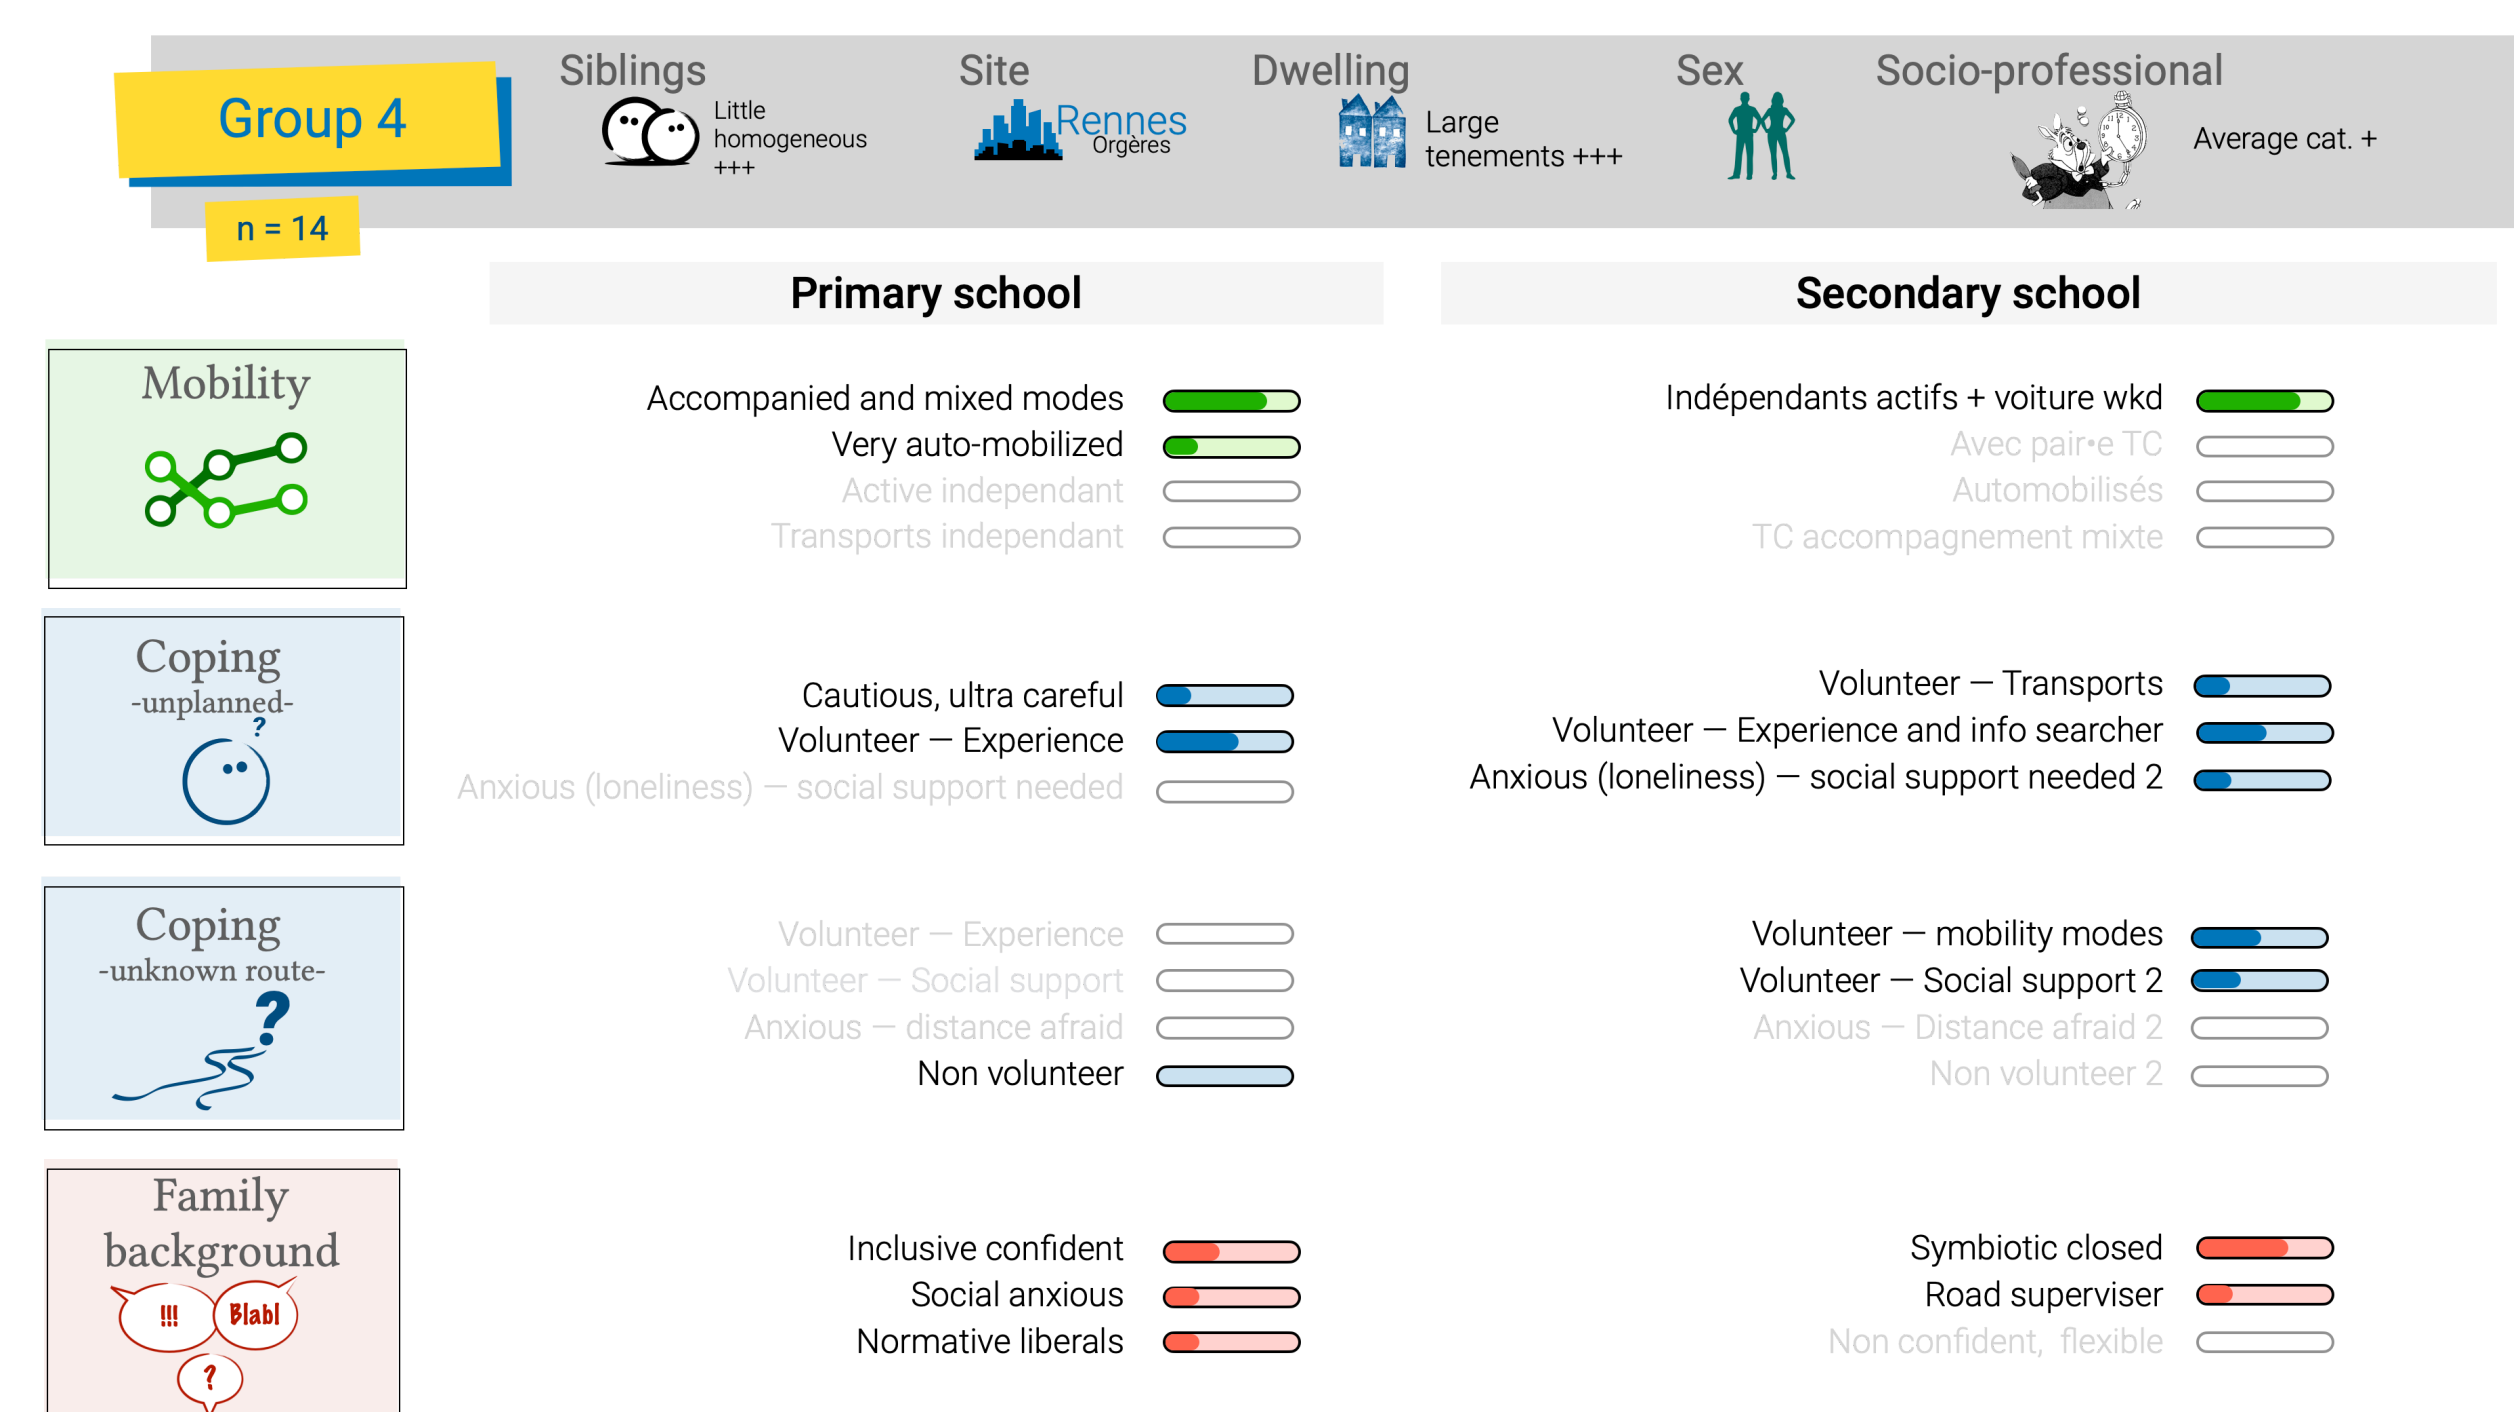 Group 4
n = 14
Siblings
Little
homogeneous
+++
Site
Rennes
Orgères
Dwelling
Large
tenements +++
Sex
Socio-professional
Average cat. +
Primary school
Secondary school
Mobility
Accompanied and mixed modes
Very auto-mobilized
Active independant
Transports independant
Indépendants actifs + voiture wkd
Avec pair•e TC
Automobilisés
TC accompagnement mixte
Coping
-unplanned-
?
Cautious, ultra careful
Volunteer — Experience
Anxious (loneliness) — social support needed
Volunteer — Transports
Volunteer — Experience and info searcher
Anxious (loneliness) — social support needed 2
Coping
-unknown route-
?
Volunteer — Experience
Volunteer — Social support
Anxious — distance afraid
Non volunteer
Volunteer — mobility modes
Volunteer — Social support 2
Anxious — Distance afraid 2
Non volunteer 2
Family
background
!!!
Blabl
?
Inclusive confident
Social anxious
Normative liberals
Symbiotic closed
Road superviser
Non confident, flexible